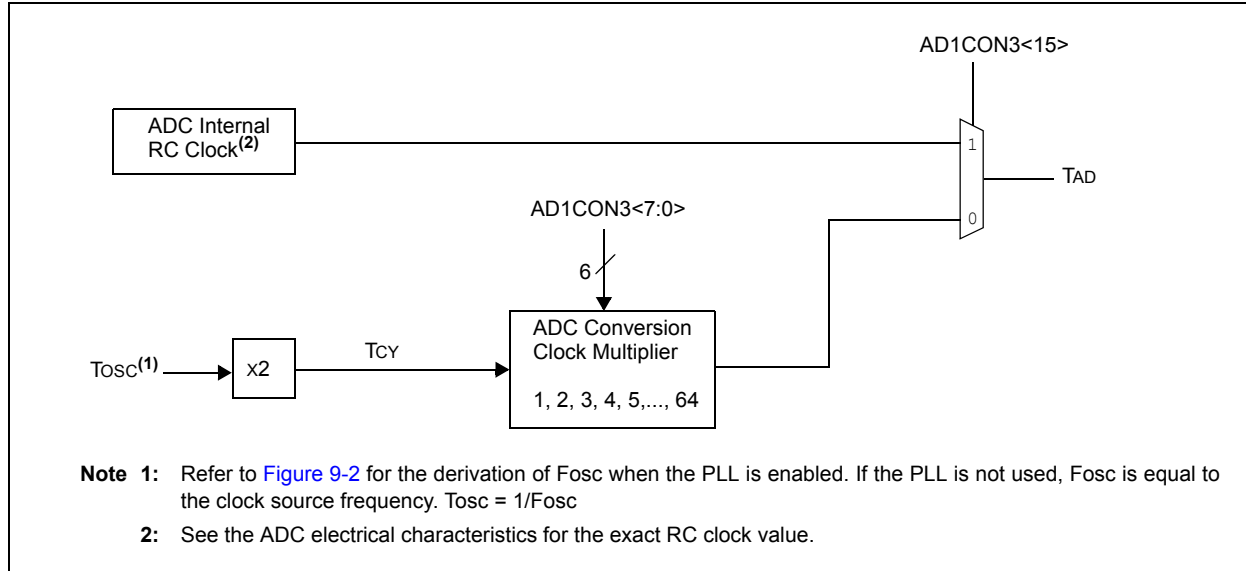 AD1CON3<15>
ADC Internal
RC Clock(2)
1
TAD
AD1CON3<7:0>
0
6
ADC Conversion
Clock Multiplier
TOSC(1)
X2
TCY
1, 2, 3, 4, 5,..., 64
Note 1: Refer to Figure 9-2 for the derivation of Fosc when the PLL is enabled. If the PLL is not used, Fosc is equal to
the clock source frequency. Tosc = 1/Fosc
2: See the ADC electrical characteristics for the exact RC clock value.